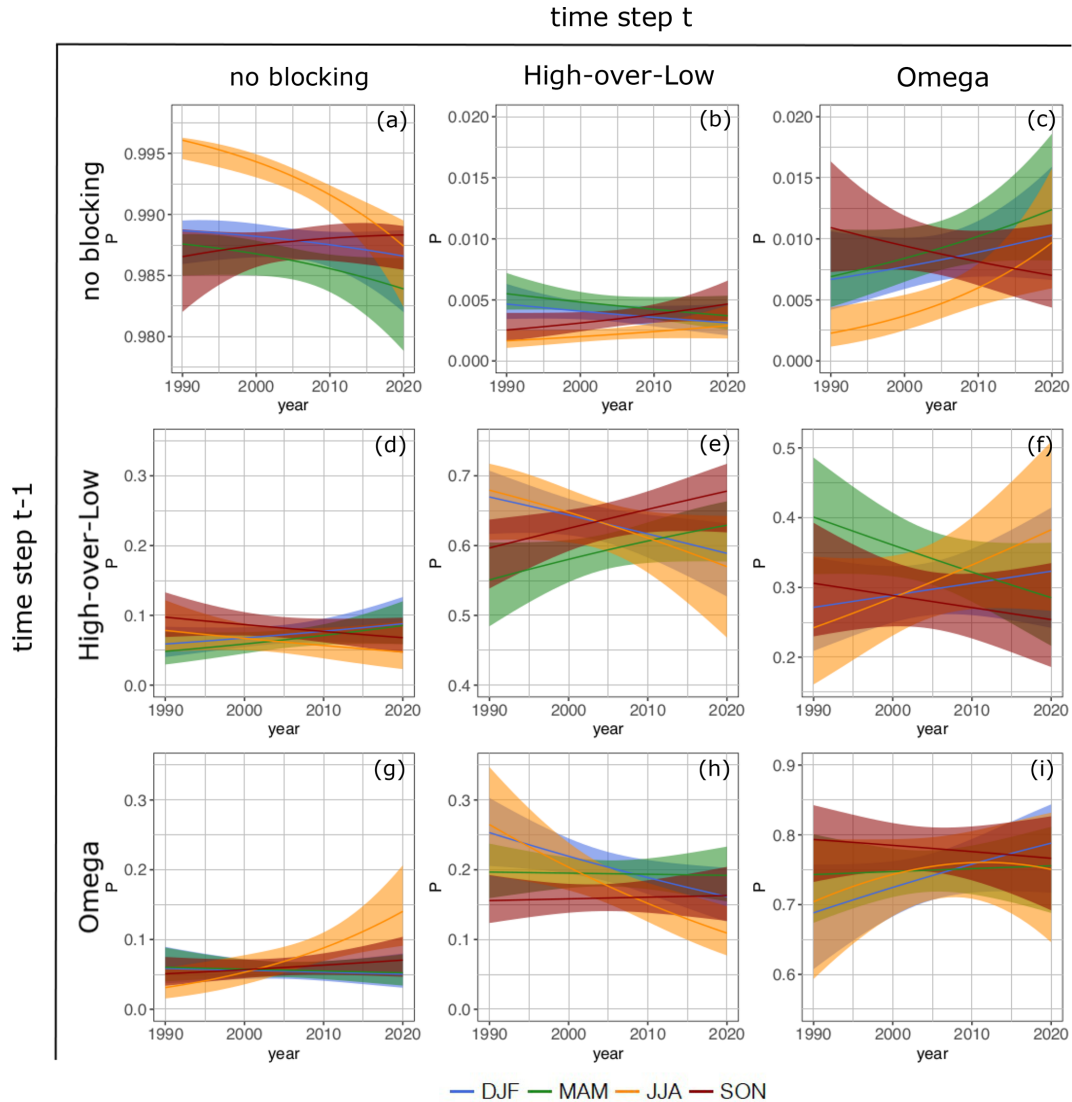 time step t
no blocking High-over-Low Omega
time step t-1
no blocking
P
0.995
0.990
0.985
0.980
(a)
1990 2000 2010 2020
year
P
0.020
0.015
0.010
0.005
0.000
(b)
1990 2000 2010 2020
year
P
0.020
0.015
0.010
0.005
0.000
(c)
1990 2000 2010 2020
year
High-over-Low
P
0.3
0.2
0.1
0.0
(d)
1990 2000 2010 2020
year
P
0.7
0.6
0.5
0.4
(e)
1990 2000 2010 2020
year
P
0.5
0.4
0.3
0.2
(f)
1990 2000 2010 2020
year
Omega
P
0.3
0.2
0.1
0.0
(g)
1990 2000 2010 2020
year
P
0.3
0.2
0.1
0.0
(h)
1990 2000 2010 2020
year
P
0.9
0.8
0.7
0.6
(i)
1990 2000 2010 2020
year
DJF MAM JJA SON